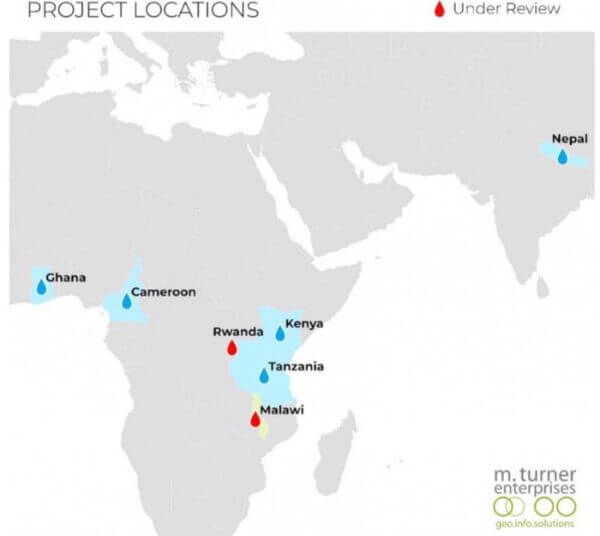 PROJECT LOCATIONS
Under Review
Nepal
Ghana
Cameroon
Rwanda
Kenya
Tanzania
Malawi
m.turner
enterprises
geo.info.solutions